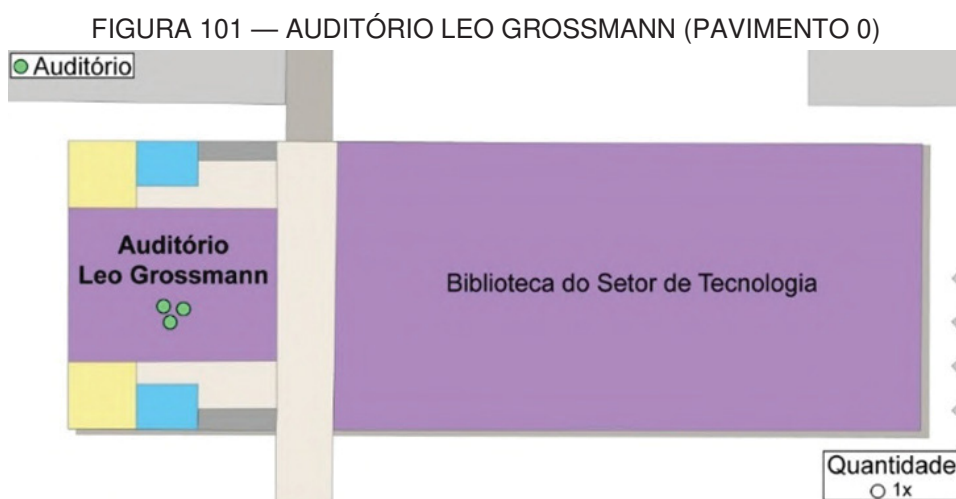 FIGURA 101 — AUDITÓRIO LEO GROSSMANN (PAVIMENTO 0)
Auditório
Auditório
Leo Grossmann
Biblioteca do Setor de Tecnologia
Quantidade
1x